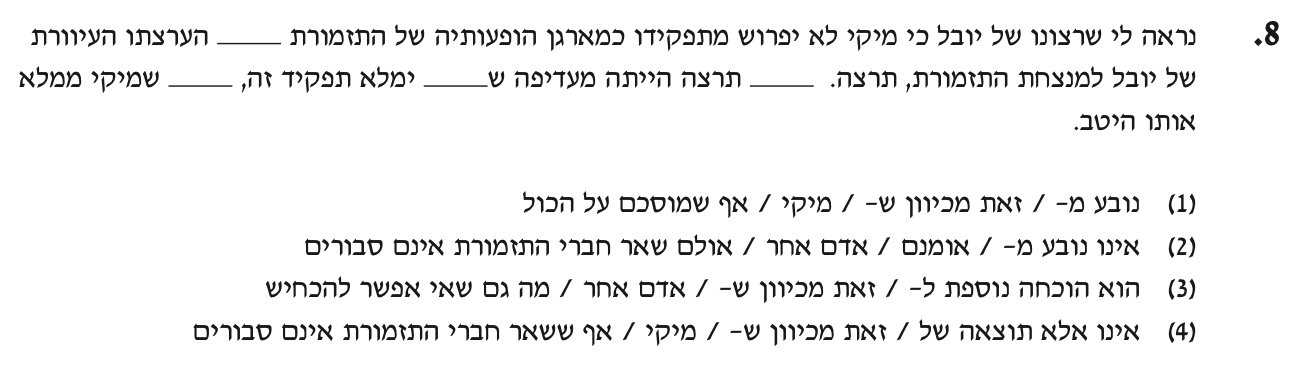 8. נראה לי שרצונו של יובל כי מיקי לא יפרוש מתפקידו כמארגן הופעותיה של התזמורת _____ הערצתו העיוורת
של יובל למנצחת התזמורת, תרצה. _____ תרצה הייתה מעדיפה ש_____ ימלא תפקיד זה, _____ שמיקי ממלא
אותו היטב.
(1) נובע מ- / זאת מכיוון ש- / מיקי / אף שמוסכם על הכול
(2) אינו נובע מ- / אומנם / אדם אחר / אולם שאר חברי התזמורת אינם סבורים
(3) הוא הוכחה נוספת ל- / זאת מכיוון ש- / אדם אחר / מה גם שאי אפשר להכחיש
(4) אינו אלא תוצאה של / זאת מכיוון ש- / מיקי / אף ששאר חברי התזמורת אינם סבורים